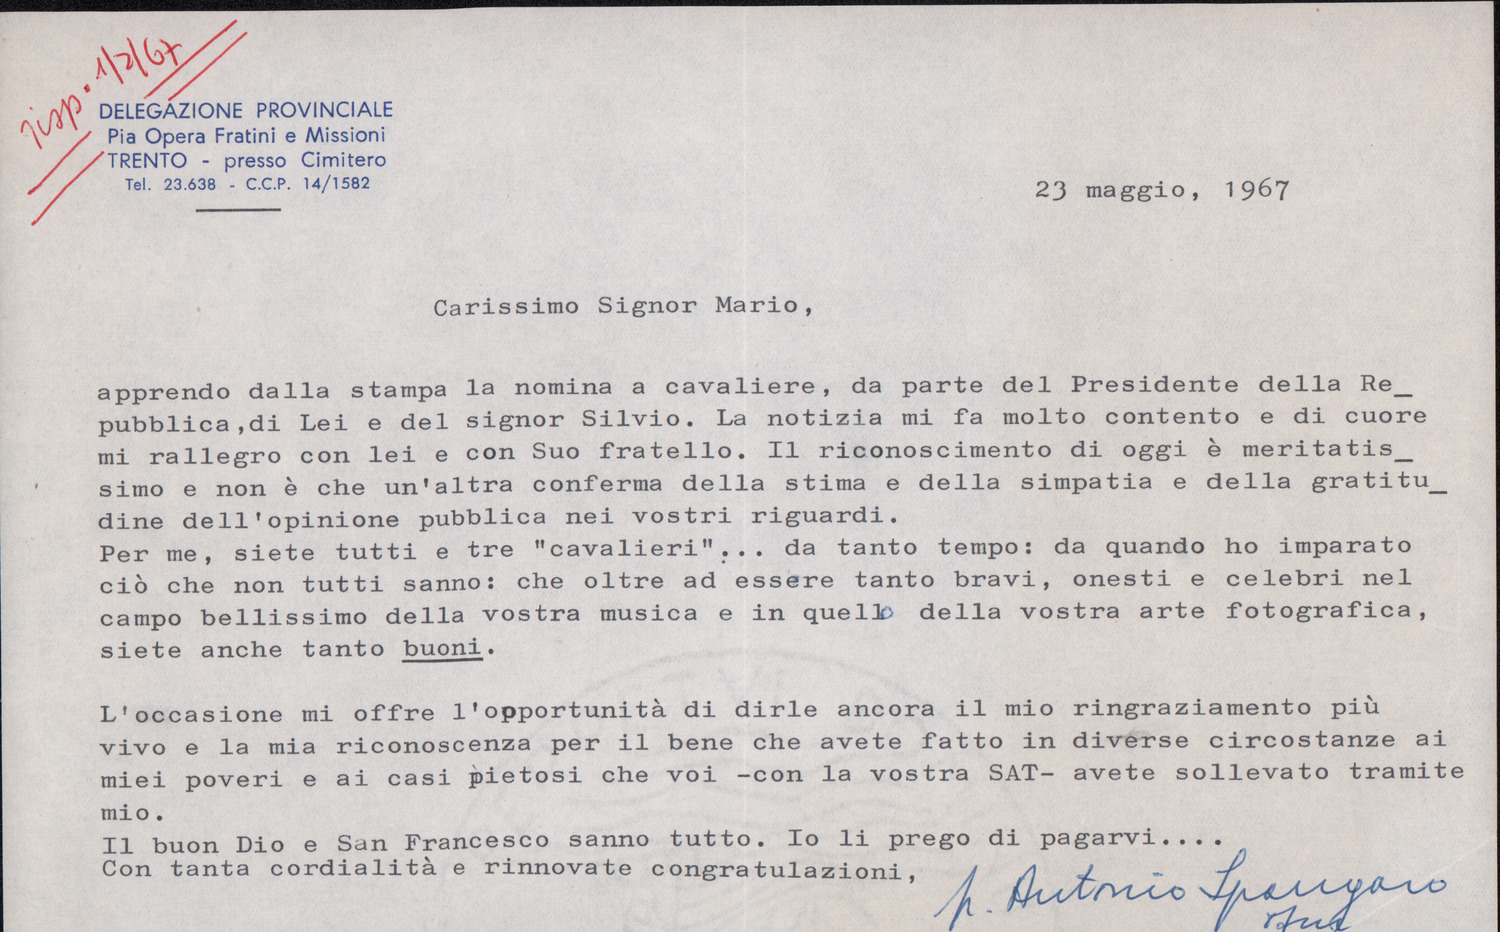 risp. 1/2/67
DELEGAZIONE PROVINCIALE
Pia Opera Fratini e Missioni
TRENTO - presso Cimitero
Tel. 23.638 - C.C.P. 14/1582
23 maggio, 1967
Carissimo Signor Mario,
apprendo dalla stampa la nomina a cavaliere, da parte del Presidente della Re_
pubblica,di Lei e del signor Silvio. La notizia mi fa molto contento e di cuore
mi rallegro con lei e con Suo fratello. Il riconoscimento di oggi è meritatis_
simo e non è che un'altra conferma della stima e della simpatia e della gratitu_
dine dell'opinione pubblica nei vostri riguardi.
Per me, siete tutti e tre "cavalieri"... da tanto tempo: da quando ho imparato
ciò che non tutti sanno: che oltre ad essere tanto bravi, onesti e celebri nel
campo bellissimo della vostra musica e in quello della vostra arte fotografica,
siete anche tanto buoni.
L'occasione mi offre l'opportunità di dirle ancora il mio ringraziamento più
vivo e la mia riconoscenza per il bene che avete fatto in diverse circostanze ai
miei poveri e ai casi pietosi che voi -con la vostra SAT- avete sollevato tramite
mio.
Il buon Dio e San Francesco sanno tutto. Io li prego di pagarvi....
Con tanta cordialità e rinnovate congratulazioni,
p. Antonio Spangaro